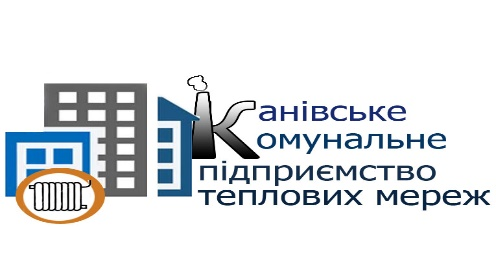 Канівське
Комунальне
підприємство
теплових мереж